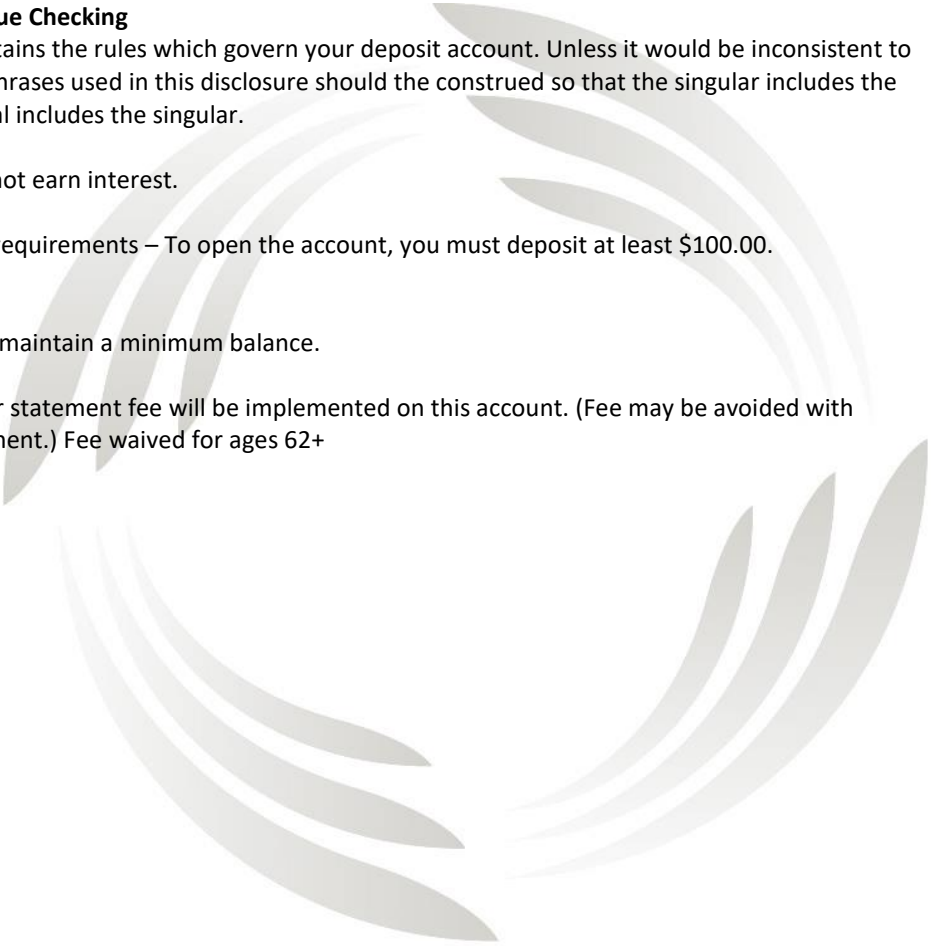 ue Checking
tains the rules which govern your deposit account. Unless it would be inconsistent to
hrases used in this disclosure should the construed so that the singular includes the
al includes the singular.
not earn interest.
requirements – To open the account, you must deposit at least $100.00.
maintain a minimum balance.
r statement fee will be implemented on this account. (Fee may be avoided with
ment.) Fee waived for ages 62+